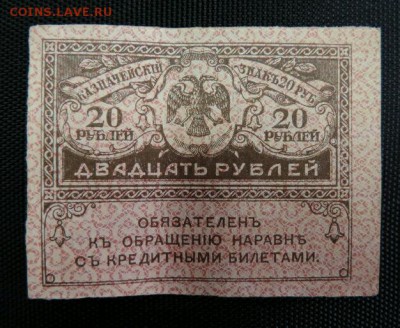 COINS.LAVE.RU
КАЗНАЧЕЙСКІЙ ЗНАКЪ 20 РУБ.
20 РУБЛЕЙ
20 РУБЛЕЙ
ДВАДЦАТЬ РУБЛЕЙ
ОБЯЗАТЕЛЕНЪ
КЪ ОБРАЩЕНІЮ НАРАВНѢ
СЪ КРЕДИТНЫМИ БИЛЕТАМИ.